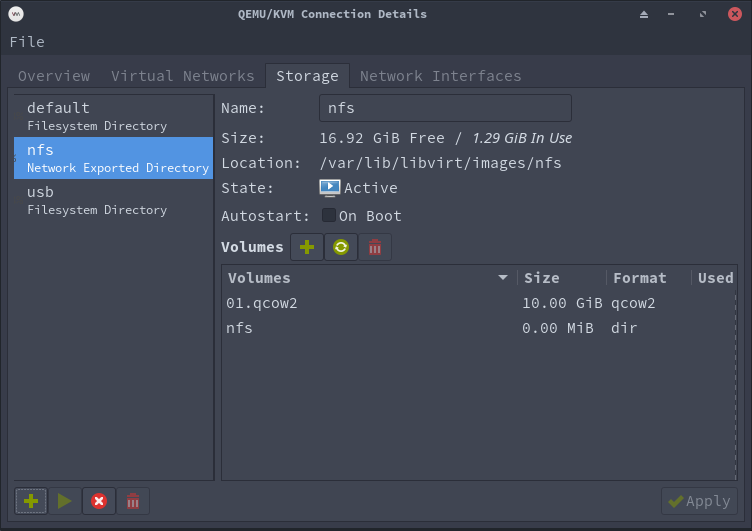 QEMU/KVM Connection Details
File
Overview Virtual Networks Storage Network Interfaces
default
Filesystem Directory
nfs
Network Exported Directory
usb
Filesystem Directory
Name: nfs
Size: 16.92 GiB Free / 1.29 GiB In Use
Location: /var/lib/libvirt/images/nfs
State: Active
Autostart: On Boot
Volumes
Volumes Size Format Used
01.qcow2 10.00 GiB qcow2
nfs 0.00 MiB dir
Apply